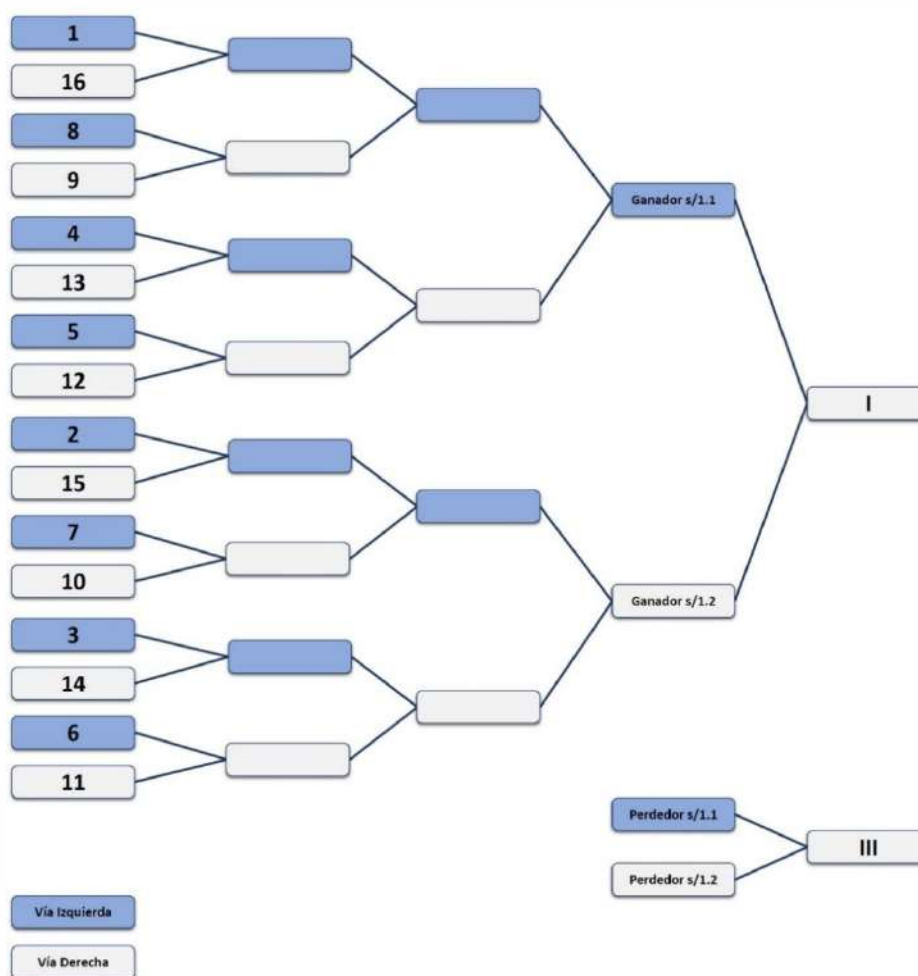 1
16
8
9
Ganador s/1.1
4
13
5
12
I
2
15
7
10
Ganador s/1.2
3
14
6
11
Perdedor s/1.1
III
Perdedor s/1.2
Vía Izquierda
Vía Derecha